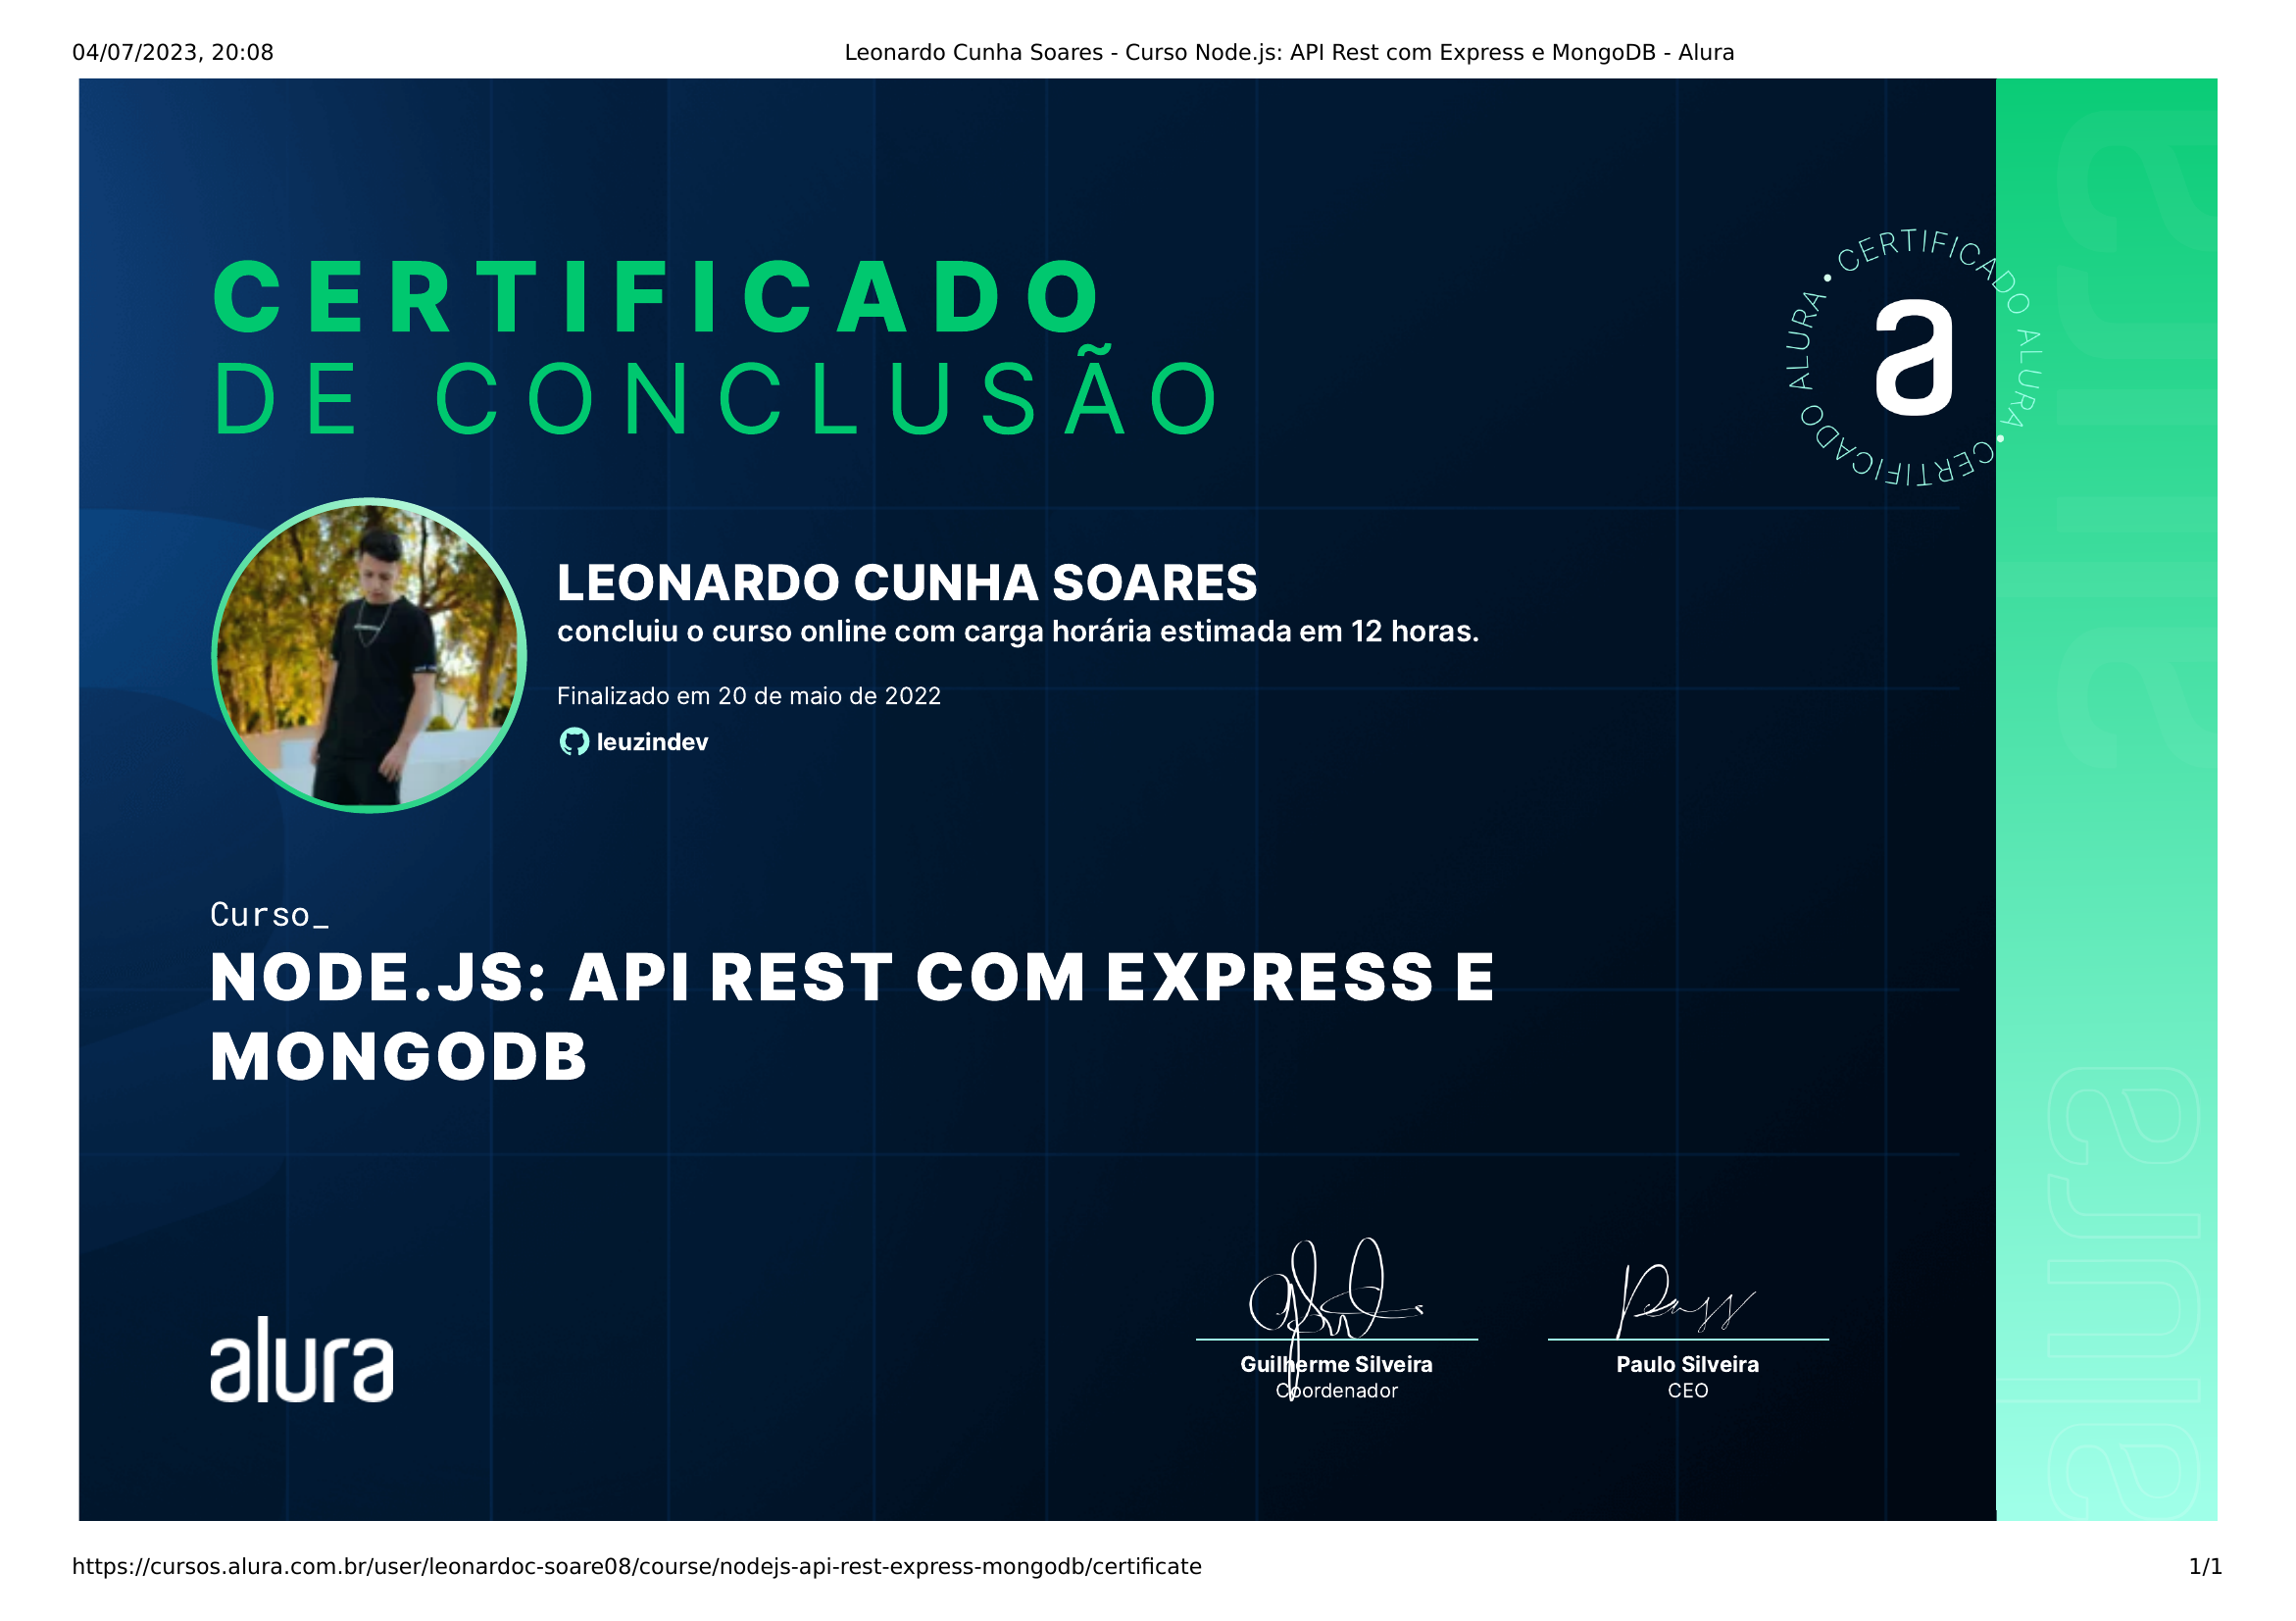 04/07/2023, 20:08
Leonardo Cunha Soares - Curso Node.js: API Rest com Express e MongoDB - Alura
CERTIFICADO
DE CONCLUSÃO
CERTIFICADO ALURA • CERTIFICADO ALURA •
a
LEONARDO CUNHA SOARES
concluiu o curso online com carga horária estimada em 12 horas.
Finalizado em 20 de maio de 2022
leuzindev
Curso_
NODE.JS: API REST COM EXPRESS E
MONGODB
alura
Guilherme Silveira
Coordenador
Paulo Silveira
CEO
alura
alura
https://cursos.alura.com.br/user/leonardoc-soare08/course/nodejs-api-rest-express-mongodb/certificate
1/1